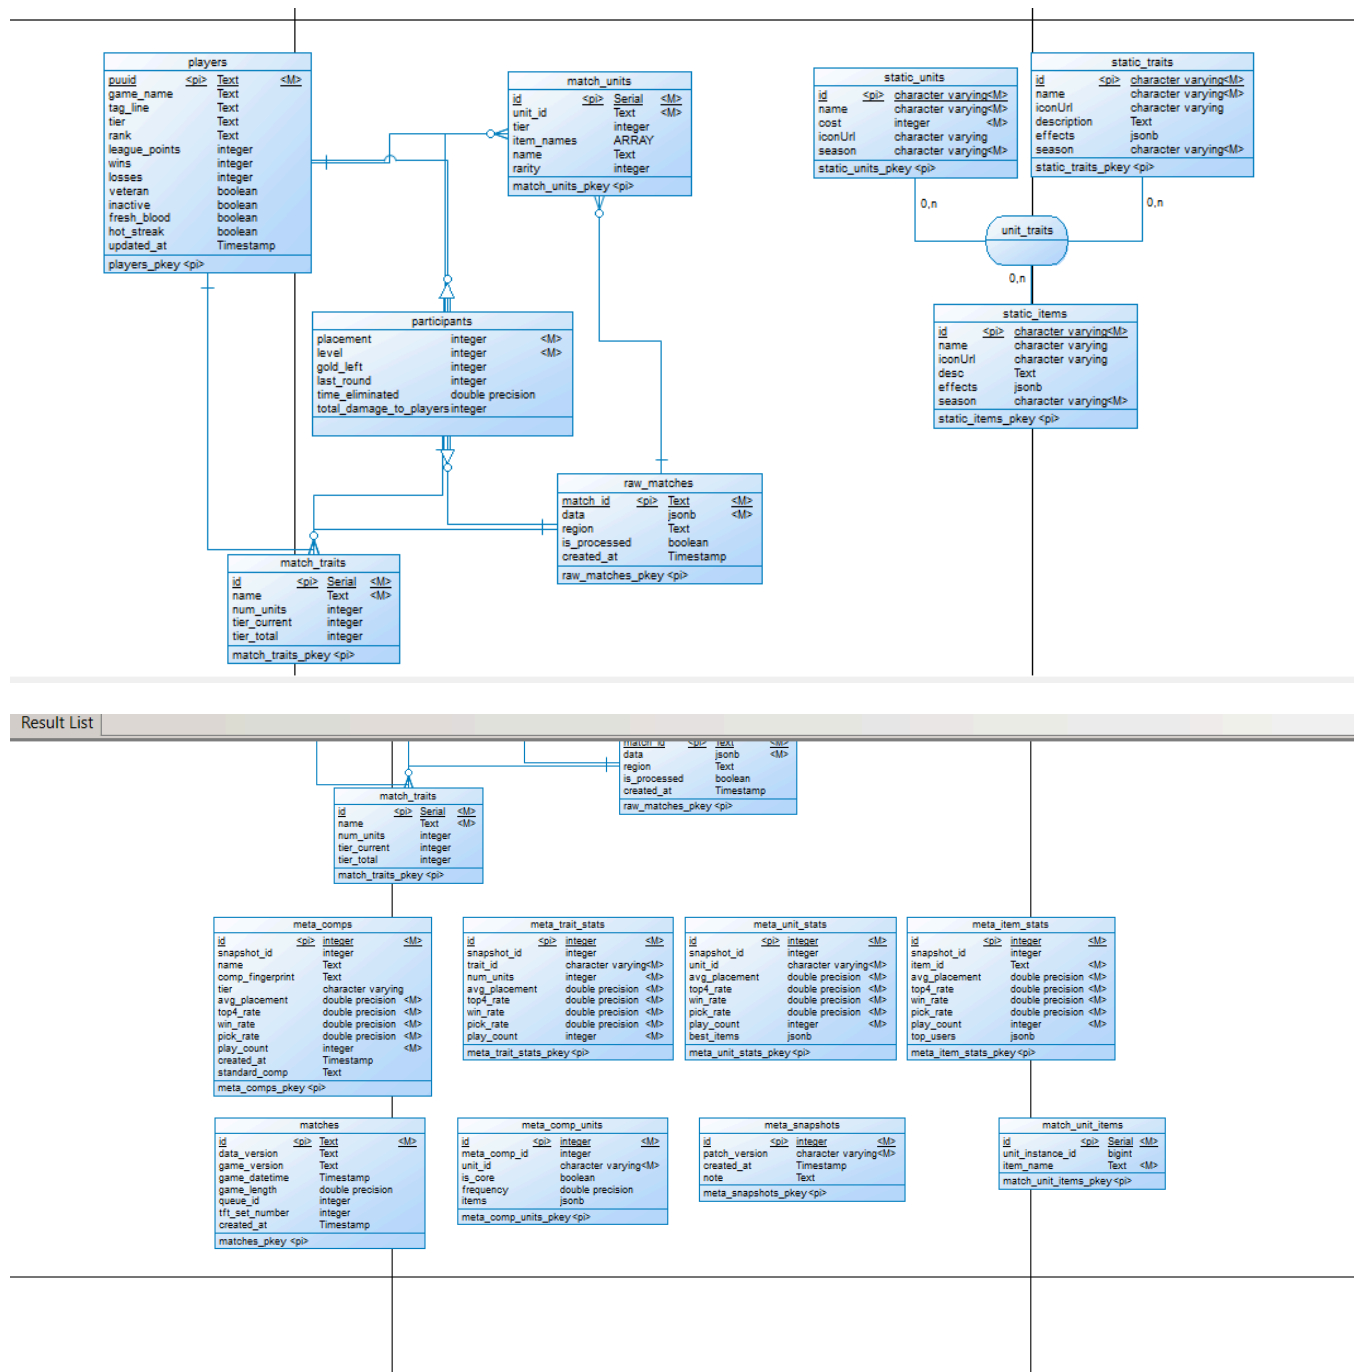 players
puuid <pi> Text <M>
game_name Text
tag_line Text
tier Text
rank Text
league_points integer
wins integer
losses integer
veteran boolean
inactive boolean
fresh_blood boolean
hot_streak boolean
updated_at Timestamp
players_pkey <pi>
match_units
id <pi> Serial <M>
unit_id Text <M>
tier integer
item_names ARRAY
name Text
rarity integer
match_units_pkey <pi>
static_units
id <pi> character varying<M>
name character varying<M>
cost integer <M>
iconUrl character varying
season character varying<M>
static_units_pkey <pi>
static_traits
id <pi> character varying<M>
name character varying<M>
iconUrl character varying
description Text
effects jsonb
season character varying<M>
static_traits_pkey <pi>
0,n
0,n
unit_traits
0,n
participants
placement integer <M>
level integer <M>
gold_left integer
last_round integer
time_eliminated double precision
total_damage_to_players integer
static_items
id <pi> character varying<M>
name character varying
iconUrl character varying
desc Text
effects jsonb
season character varying<M>
static_items_pkey <pi>
raw_matches
match_id <pi> Text <M>
data jsonb <M>
region Text
is_processed boolean
created_at Timestamp
raw_matches_pkey <pi>
match_traits
id <pi> Serial <M>
name Text <M>
num_units integer
tier_current integer
tier_total integer
match_traits_pkey <pi>
Result List
match_id <pi> Text <M>
data jsonb <M>
region Text
is_processed boolean
created_at Timestamp
raw_matches_pkey <pi>
match_traits
id <pi> Serial <M>
name Text <M>
num_units integer
tier_current integer
tier_total integer
match_traits_pkey <pi>
meta_comps
id <pi> integer <M>
snapshot_id integer
name Text
comp_fingerprint Text
tier character varying
avg_placement double precision <M>
top4_rate double precision <M>
win_rate double precision <M>
pick_rate double precision <M>
play_count integer <M>
created_at Timestamp
standard_comp Text
meta_comps_pkey <pi>
meta_trait_stats
id <pi> integer <M>
snapshot_id integer
trait_id character varying<M>
num_units integer <M>
avg_placement double precision <M>
top4_rate double precision <M>
win_rate double precision <M>
pick_rate double precision <M>
play_count integer <M>
meta_trait_stats_pkey <pi>
meta_unit_stats
id <pi> integer <M>
snapshot_id integer
unit_id character varying<M>
avg_placement double precision <M>
top4_rate double precision <M>
win_rate double precision <M>
pick_rate double precision <M>
play_count integer <M>
best_items jsonb
meta_unit_stats_pkey <pi>
meta_item_stats
id <pi> integer <M>
snapshot_id integer
item_id Text <M>
avg_placement double precision <M>
top4_rate double precision <M>
win_rate double precision <M>
pick_rate double precision <M>
play_count integer <M>
top_users jsonb
meta_item_stats_pkey <pi>
matches
id <pi> Text <M>
data_version Text
game_version Text
game_datetime Timestamp
game_length double precision
queue_id integer
tft_set_number integer
created_at Timestamp
matches_pkey <pi>
meta_comp_units
id <pi> integer <M>
meta_comp_id integer
unit_id character varying<M>
is_core boolean
frequency double precision
items jsonb
meta_comp_units_pkey <pi>
meta_snapshots
id <pi> integer <M>
patch_version character varying<M>
created_at Timestamp
note Text
meta_snapshots_pkey <pi>
match_unit_items
id <pi> Serial <M>
unit_instance_id bigint
item_name Text <M>
match_unit_items_pkey <pi>